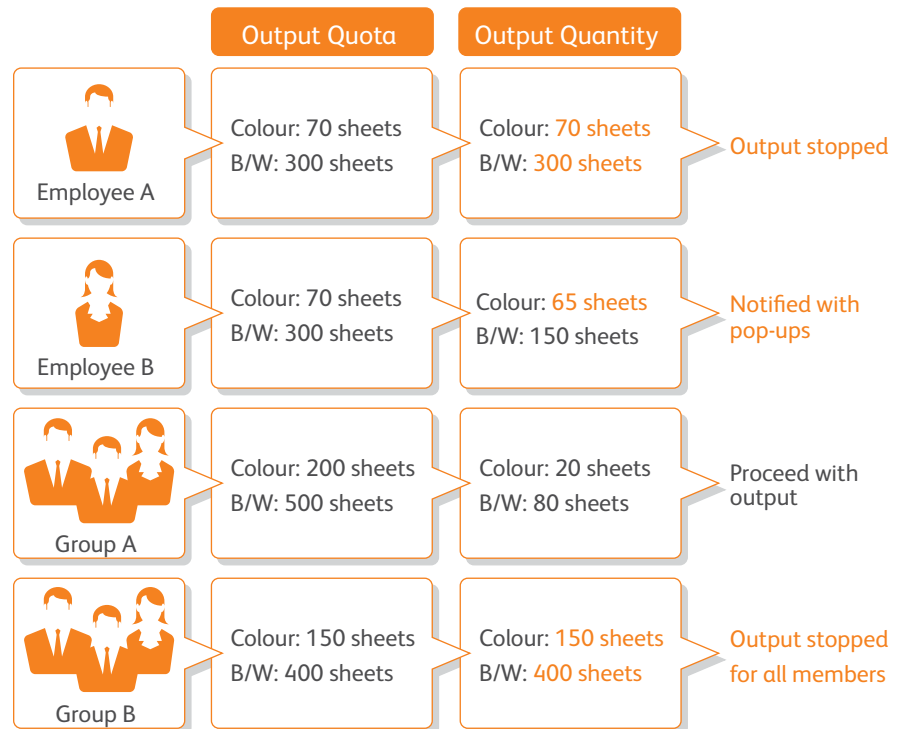 Output Quota
Output Quantity
Employee A
Colour: 70 sheets
B/W: 300 sheets
Colour: 70 sheets
B/W: 300 sheets
Output stopped
Employee B
Colour: 70 sheets
B/W: 300 sheets
Colour: 65 sheets
B/W: 150 sheets
Notified with
pop-ups
Group A
Colour: 200 sheets
B/W: 500 sheets
Colour: 20 sheets
B/W: 80 sheets
Proceed with
output
Group B
Colour: 150 sheets
B/W: 400 sheets
Colour: 150 sheets
B/W: 400 sheets
Output stopped
for all members